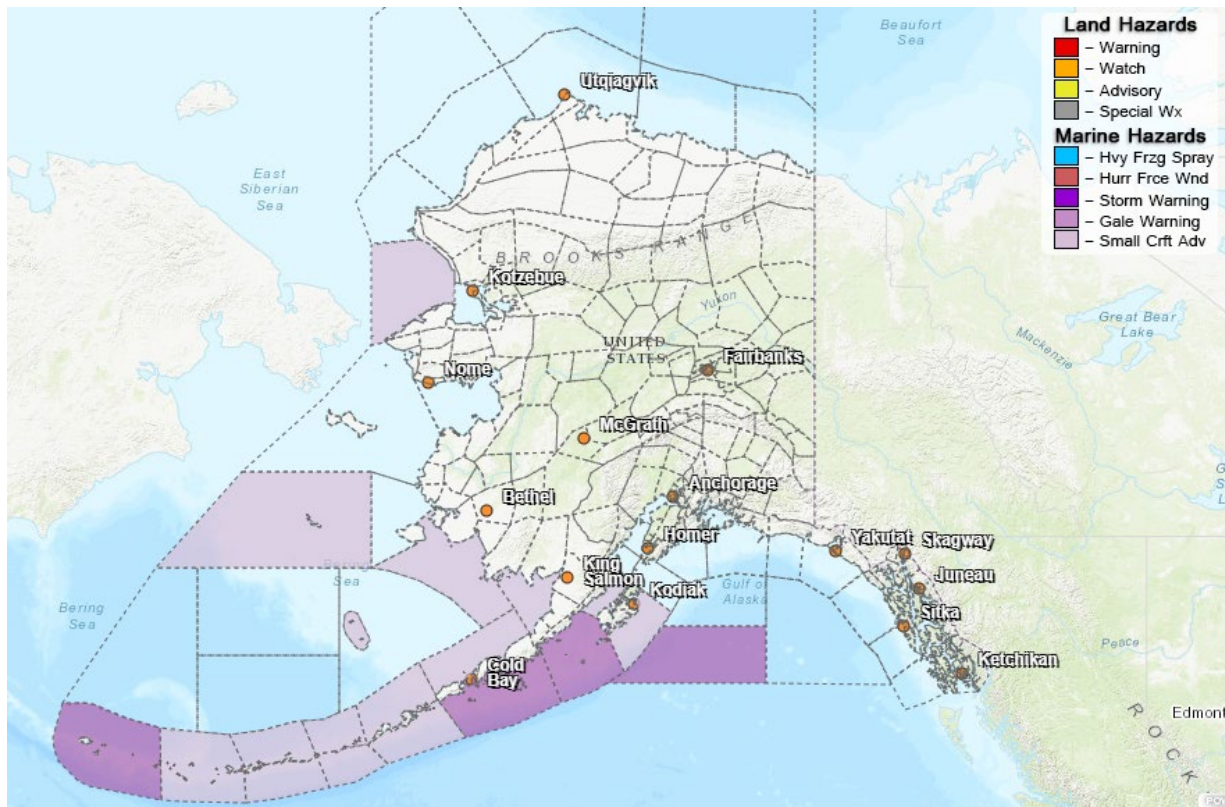 Beaufort
Sea
Land Hazards
– Warning
– Watch
– Advisory
– Special Wx
Marine Hazards
– Hvy Frzg Spray
– Hurr Frce Wnd
– Storm Warning
– Gale Warning
– Small Crft Adv
Utqiagvik
East
Siberian
Sea
BROOKS RANGE
Kotzebue
Yukon
Great Bear
Lake
Mackenzie
UNITED
STATES
Fairbanks
Nome
McGrath
Anchorage
Bethel
Homer
Yakutat
Skagway
King
Salmon
Kodiak
Gulf of
Alaska
Juneau
Sitka
Sea
Bering
Sea
Peace
Cold
Bay
Ketchikan
Edmont
ROCK